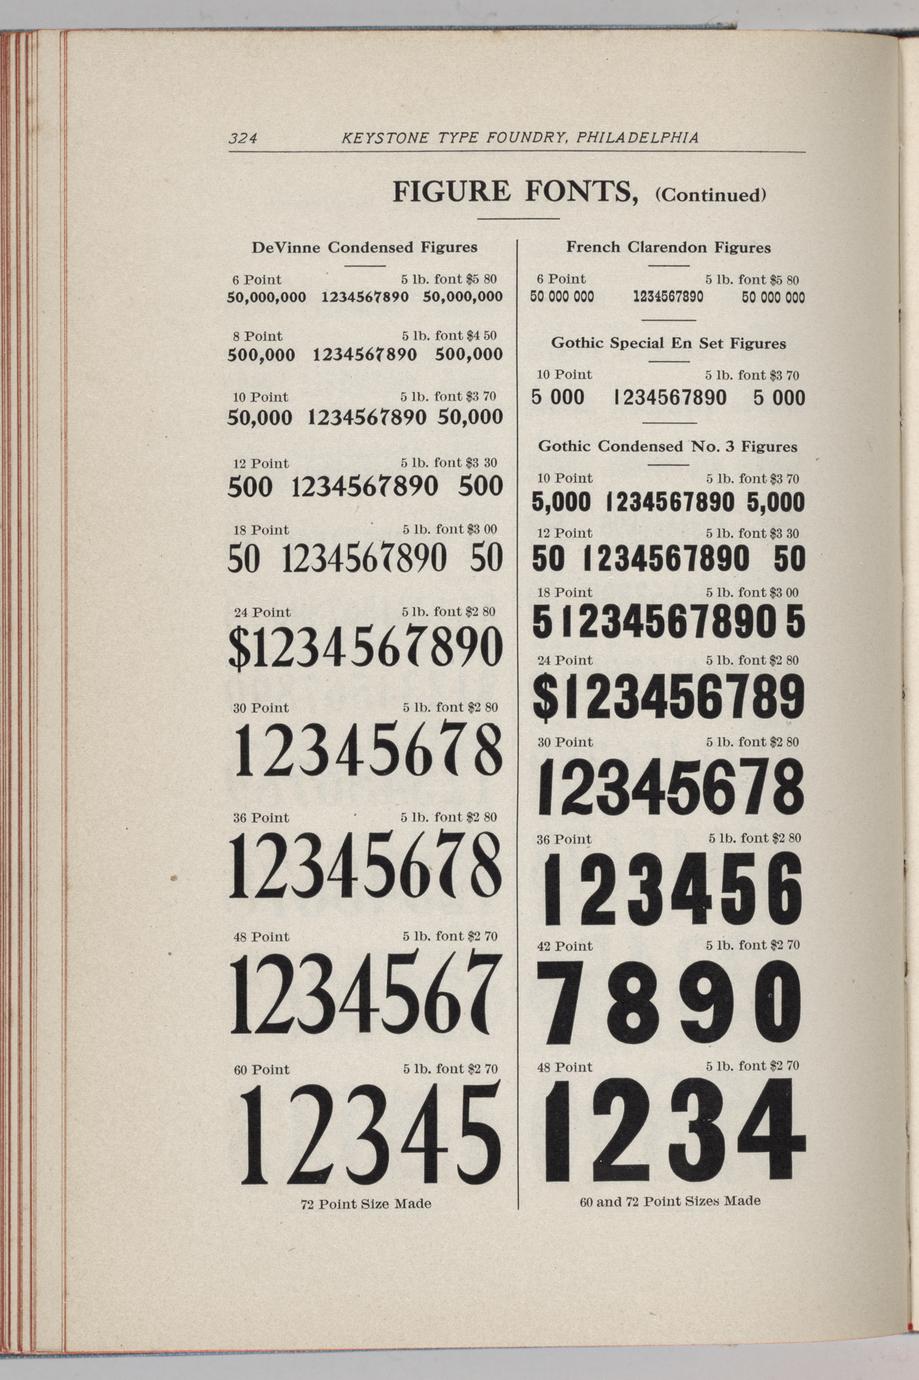 324 KEYSTONE TYPE FOUNDRY, PHILADELPHIA
FIGURE FONTS, (Continued)
DeVinne Condensed Figures
6 Point 5 lb. font $5 80
50,000,000 1234567890 50,000,000
8 Point 5 lb. font $4 50
500,000 1234567890 500,000
10 Point 5 lb. font $3 70
50,000 1234567890 50,000
12 Point 5 lb. font $3 30
500 1234567890 500
18 Point 5 lb. font $3 00
50 1234567890 50
24 Point 5 lb. font $2 80
$1234567890
30 Point 5 lb. font $2 80
12345678
36 Point 5 lb. font $2 80
12345678
48 Point 5 lb. font $2 70
1234567
60 Point 5 lb. font $2 70
12345
72 Point Size Made
French Clarendon Figures
6 Point 5 lb. font $5 80
50 000 000 1234567890 50 000 000
Gothic Special En Set Figures
10 Point 5 lb. font $3 70
5 000 1234567890 5 000
Gothic Condensed No. 3 Figures
10 Point 5 lb. font $3 70
5,000 1234567890 5,000
12 Point 5 lb. font $3 30
50 1234567890 50
18 Point 5 lb. font $3 00
5 1234567890 5
24 Point 5 lb. font $2 80
$123456789
30 Point 5 lb. font $2 80
12345678
36 Point 5 lb. font $2 80
123456
42 Point 5 lb. font $2 70
7890
48 Point 5 lb. font $2 70
1234
60 and 72 Point Sizes Made